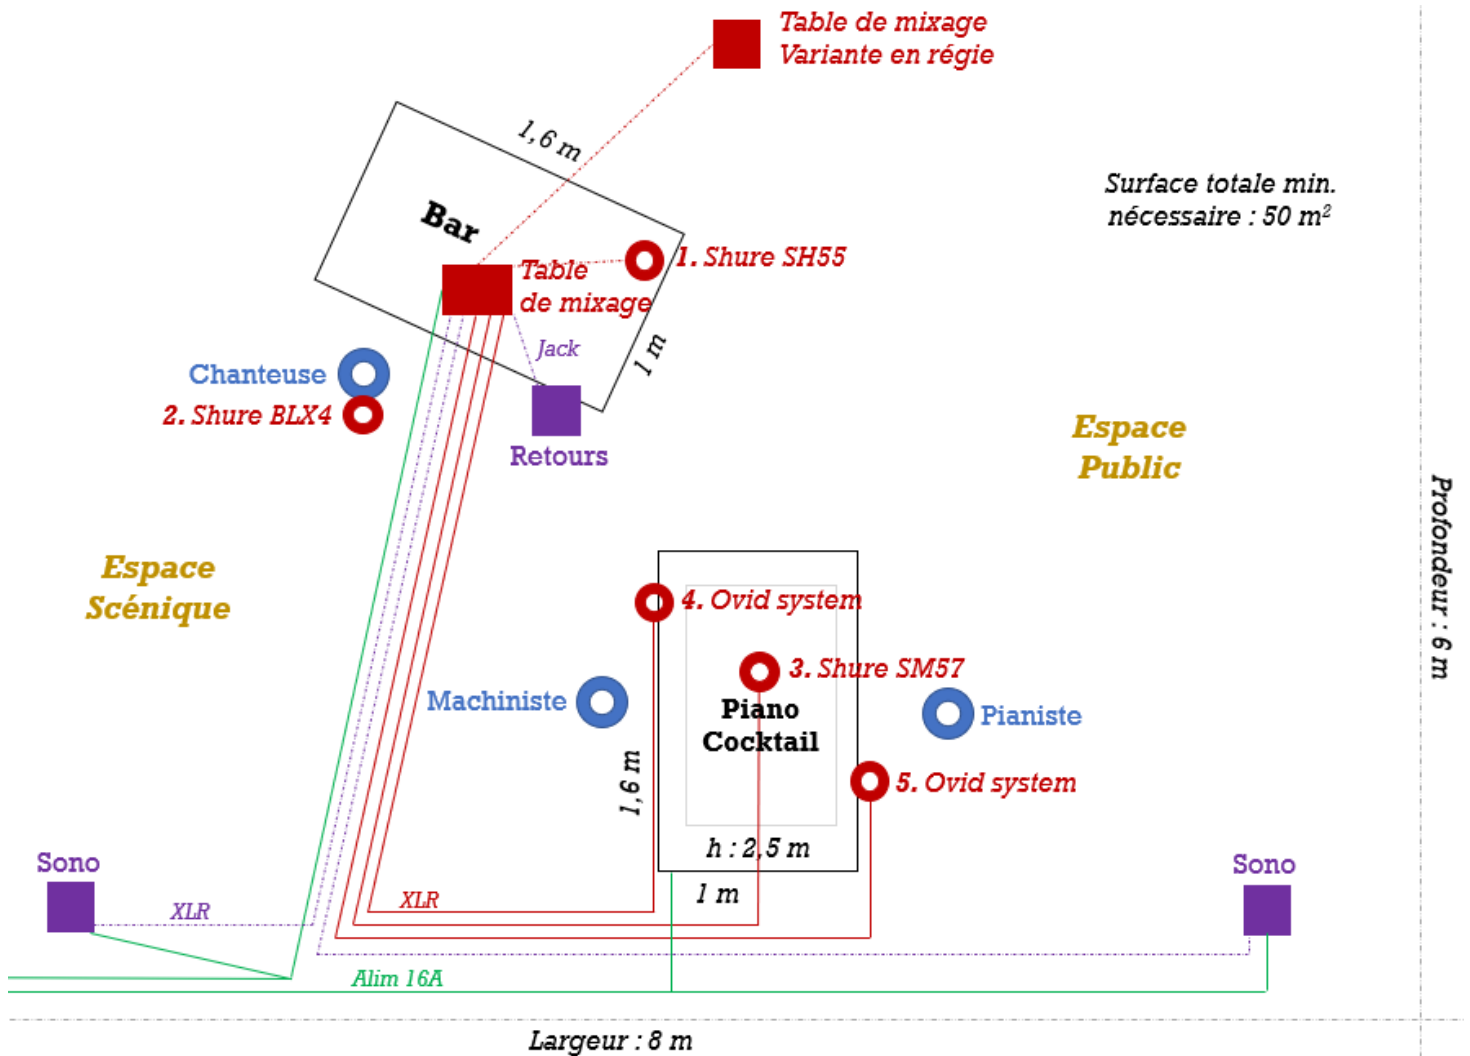 Table de mixage
Variante en régie
1,6 m
Surface totale min.
nécessaire : 50 m²
Bar
1. Shure SH55
Table
de mixage
Jack
1 m
Chanteuse
2. Shure BLX4
Retours
Espace
Public
Profondeur : 6 m
Espace
Scénique
4. Ovid system
3. Shure SM57
Machiniste
Piano
Cocktail
Pianiste
1,6 m
5. Ovid system
h : 2,5 m
Sono
Sono
1 m
XLR
XLR
Alim 16A
Largeur : 8 m